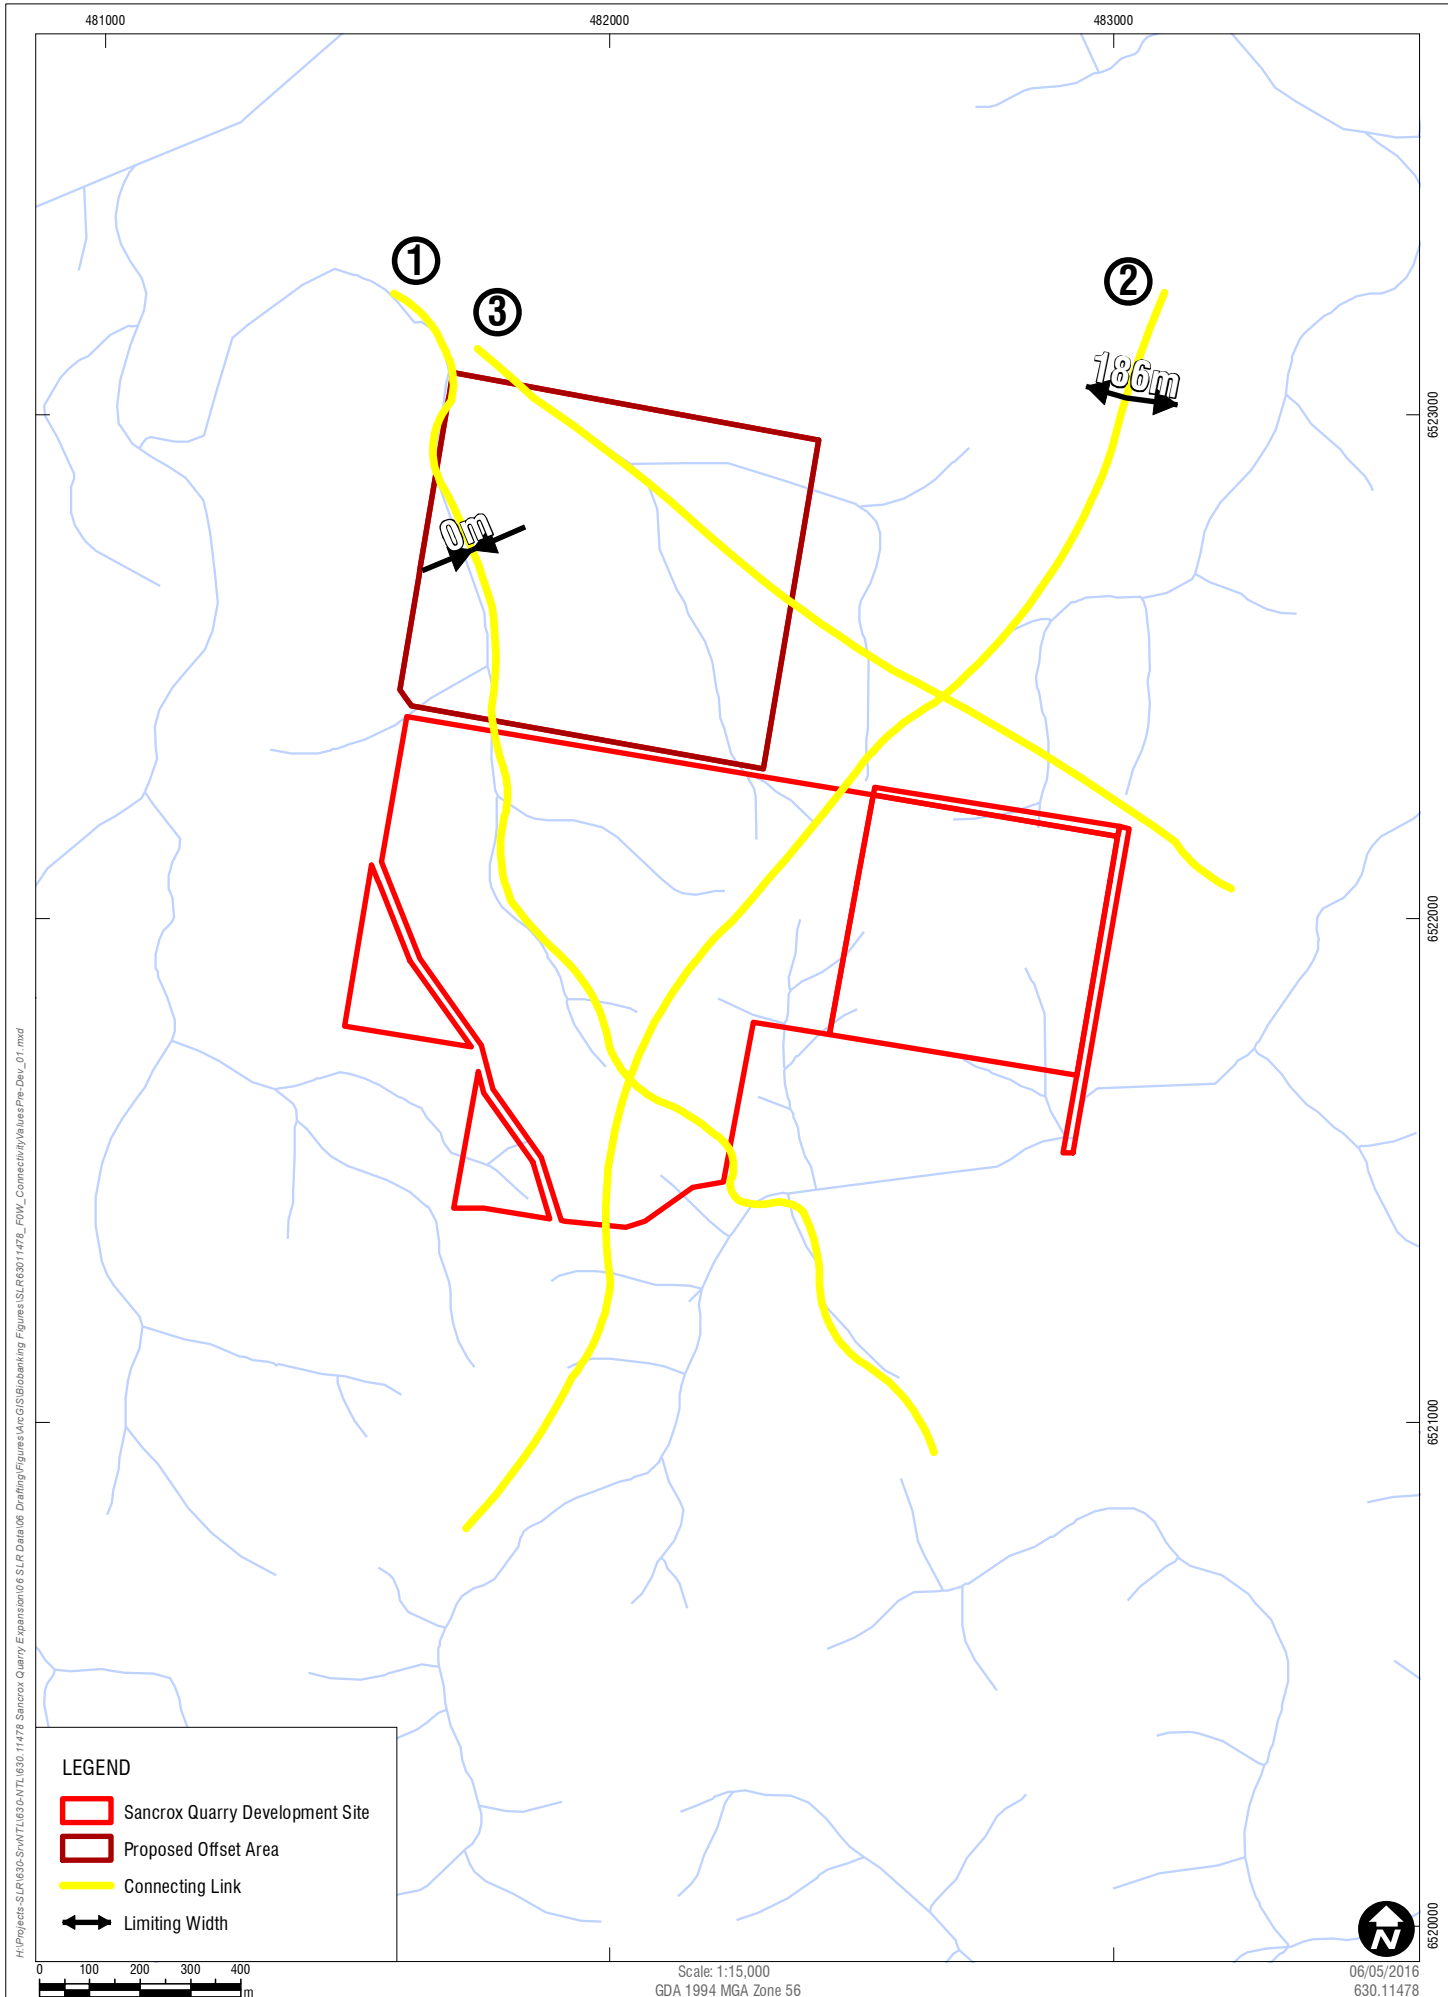 481000
482000
483000
1
3
2
186m
0m
6523000
6522000
6521000
6520000
H:\Projects-SLR\630-SrvNTL\630-NTL\630.11478 Sancrox Quarry Expansion\06 SLR Data\06 Drafting\Figures\ArcGIS\Biobanking Figures\SLR63011478_F0W_ConnectivityValuesPre-Dev_01.mxd
LEGEND
Sancrox Quarry Development Site
Proposed Offset Area
Connecting Link
Limiting Width
N
0 100 200 300 400
m
Scale: 1:15,000
GDA 1994 MGA Zone 56
06/05/2016
630.11478